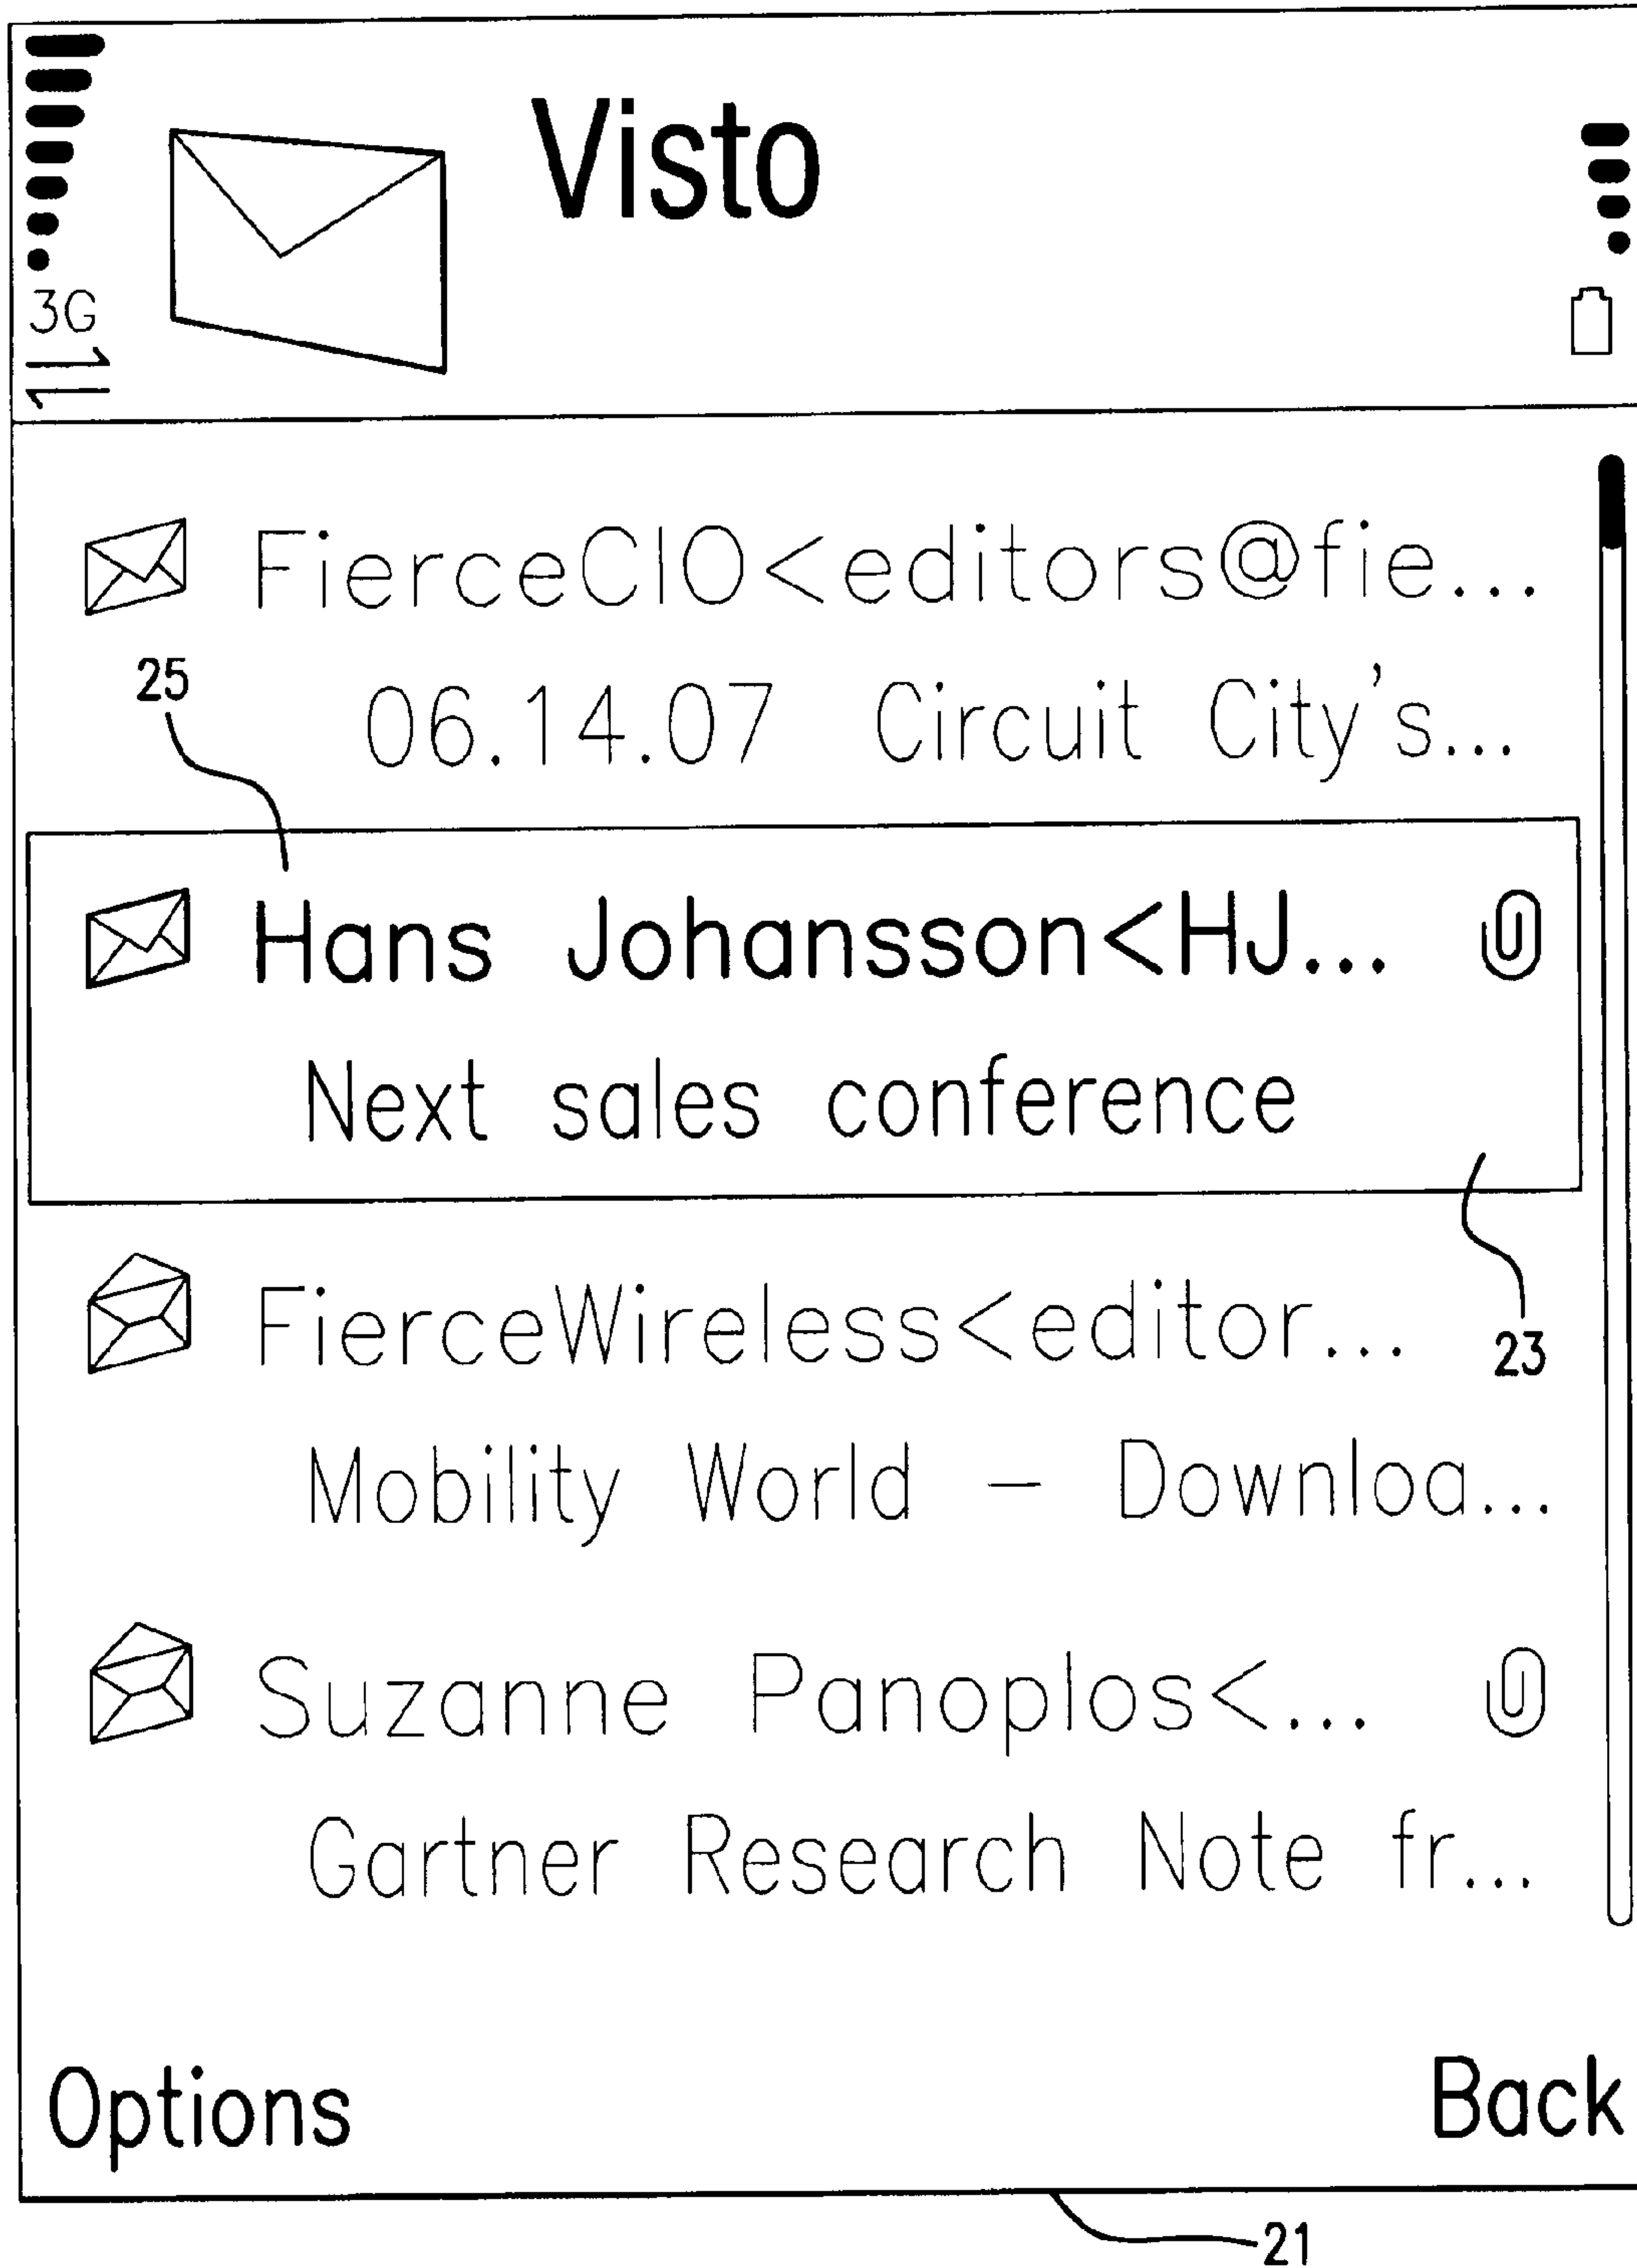 Visto
3G
FierceCIO<editors@fie...
25
06.14.07 Circuit City's...
Hans Johansson<HJ...
Next sales conference
FierceWireless<editor...
23
Mobility World – Downloa...
Suzanne Panoplos<...
Gartner Research Note fr...
Options
Back
21